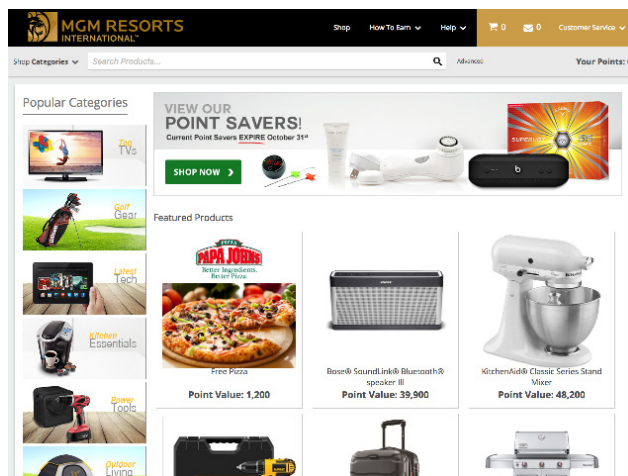 MGM RESORTS
INTERNATIONAL™
Shop
How To Earn
Help
0
0
Customer Service
Shop Categories
Search Products...
Advanced
Your Points:
Popular Categories
Top
TVs
Golf
Gear
Latest
Tech
Kitchen
Essentials
Power
Tools
Outdoor
Living
VIEW OUR
POINT SAVERS!
Current Point Savers EXPIRE October 31st
SHOP NOW
SUPERHOT
b
Featured Products
PIZZA
PAPA JOHNS
Better Ingredients.
Better Pizza.
Free Pizza
Point Value: 1,200
Bose® SoundLink® Bluetooth®
speaker III
Point Value: 39,900
KitchenAid® Classic Series Stand
Mixer
Point Value: 48,200